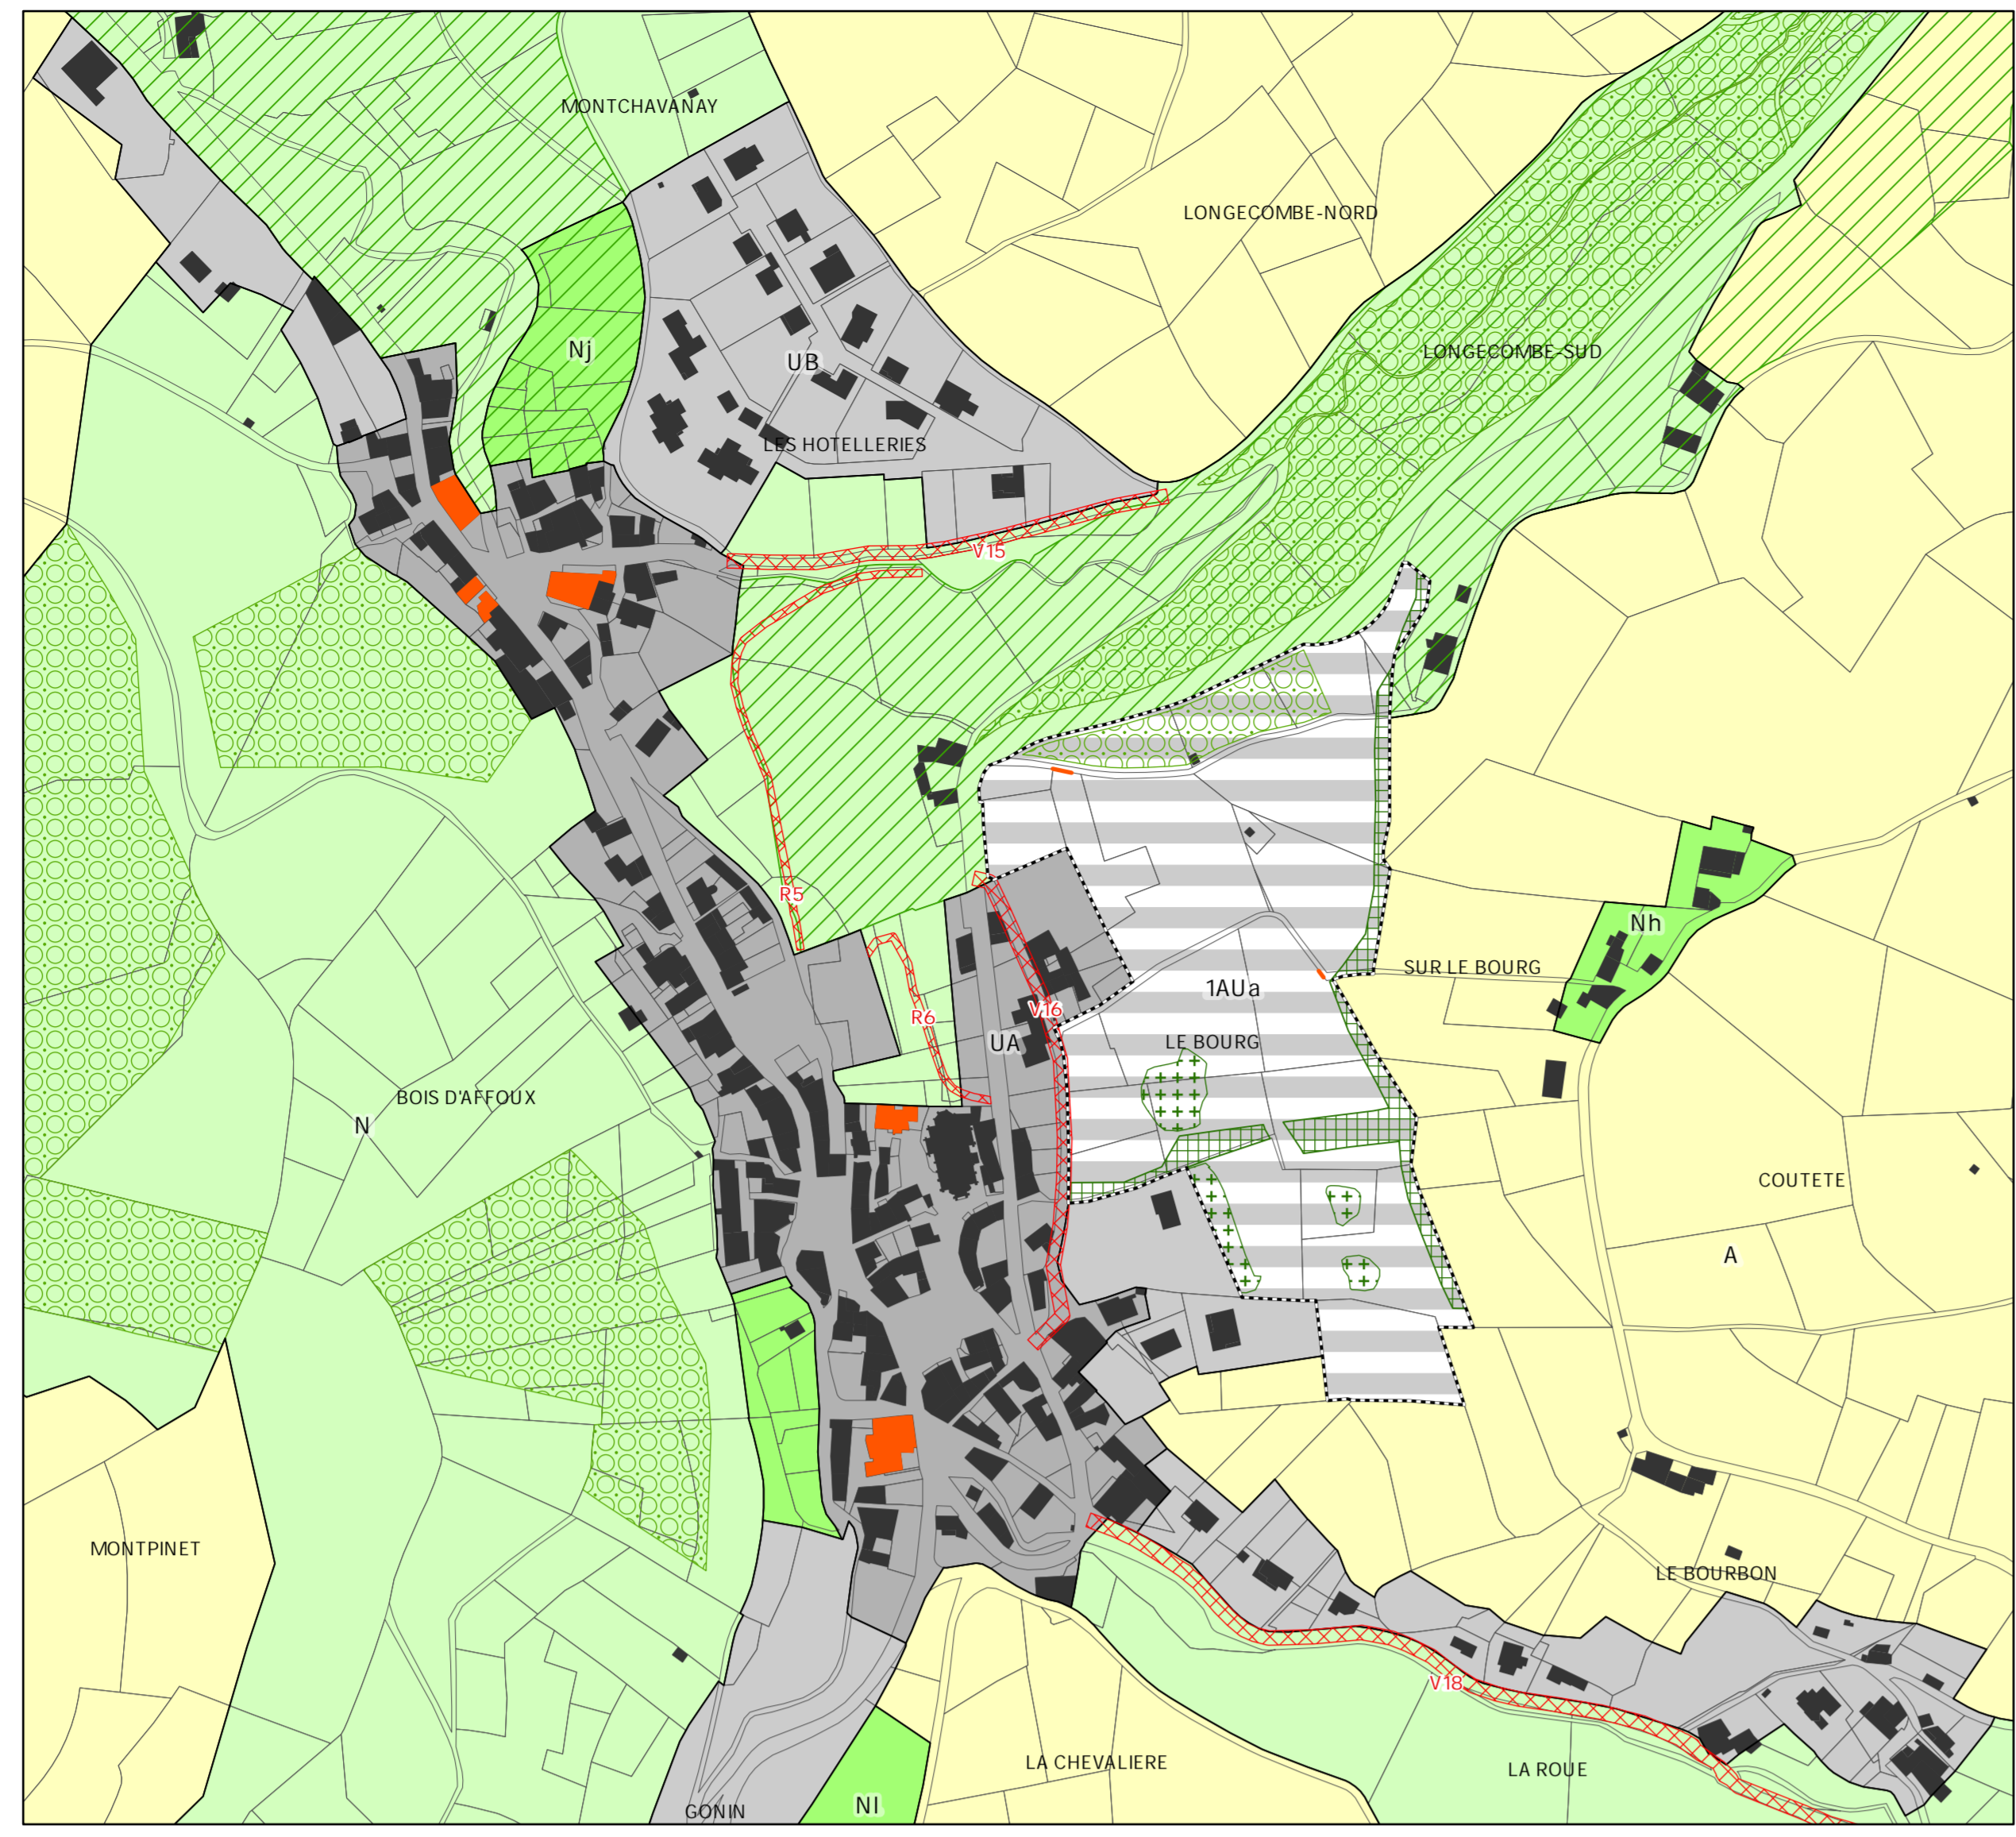 MONTCHAVANAY
LONGECOMBE-NORD
Nj
UB
LONGECOMBE-SUD
LES HOTELLERIES
V15
R5
Nh
SUR LE BOURG
1AUa
R6
V16
UA
LE BOURG
BOIS D'AFFOUX
N
COUTETE
A
MONTPINET
LE BOURBON
V18
LA CHEVALIERE
LA ROUE
Nl
GONIN